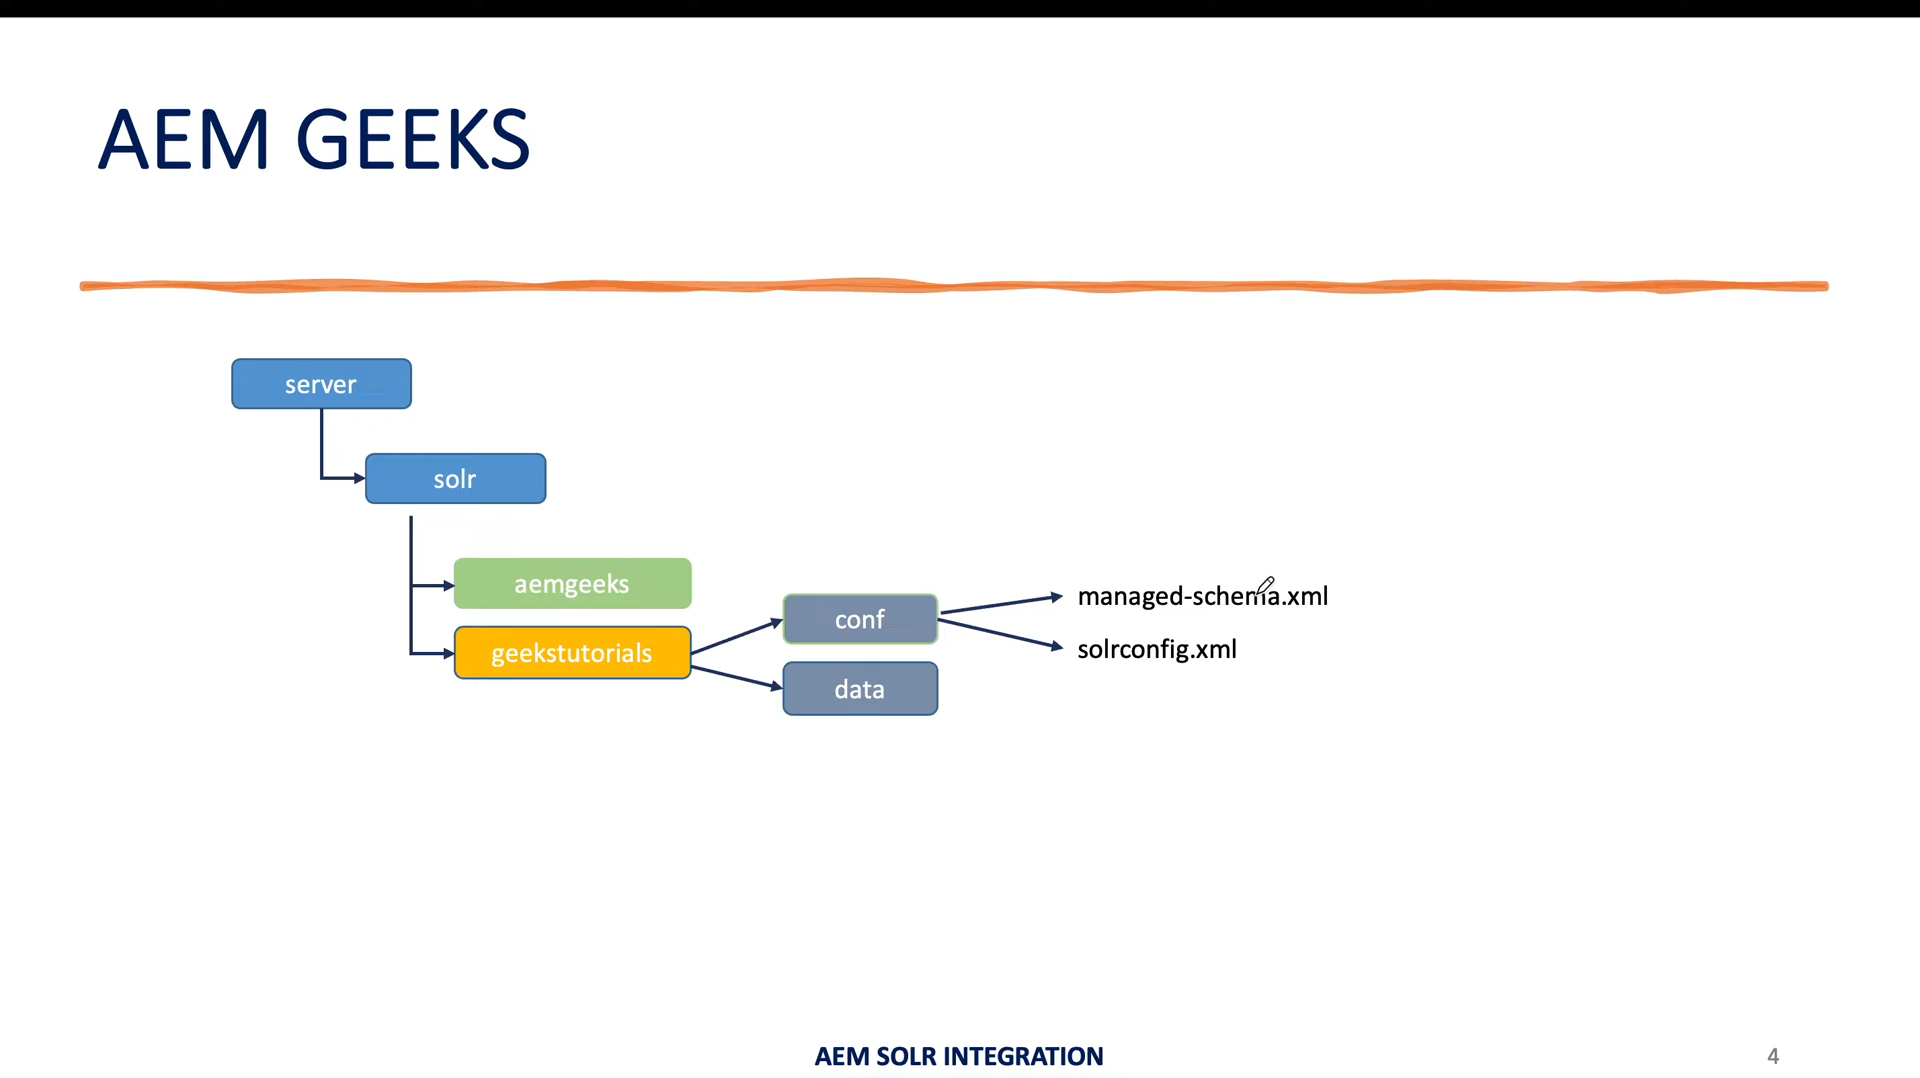 AEM GEEKS
server
solr
aemgeeks
geekstutorials
conf
data
managed-schema.xml
solrconfig.xml
AEM SOLR INTEGRATION
4